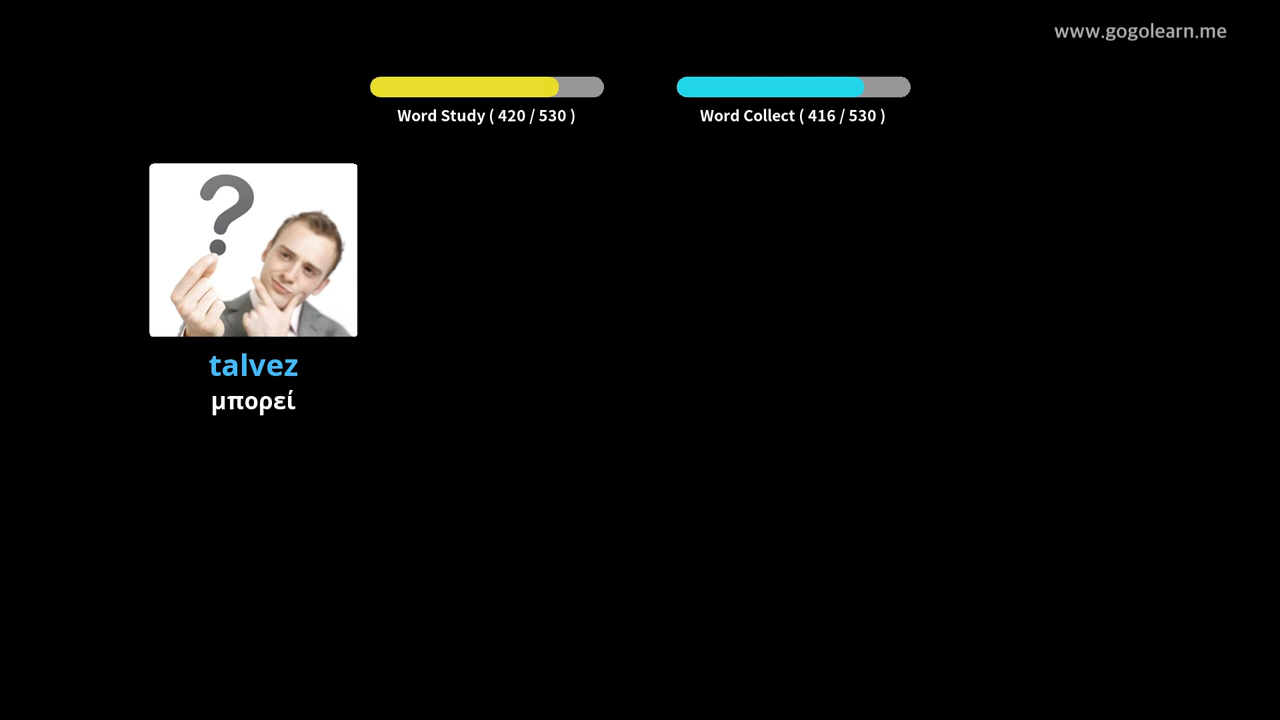 www.gogolearn.me
Word Study ( 420 / 530 )
Word Collect ( 416 / 530 )
?
talvez
μπορεί